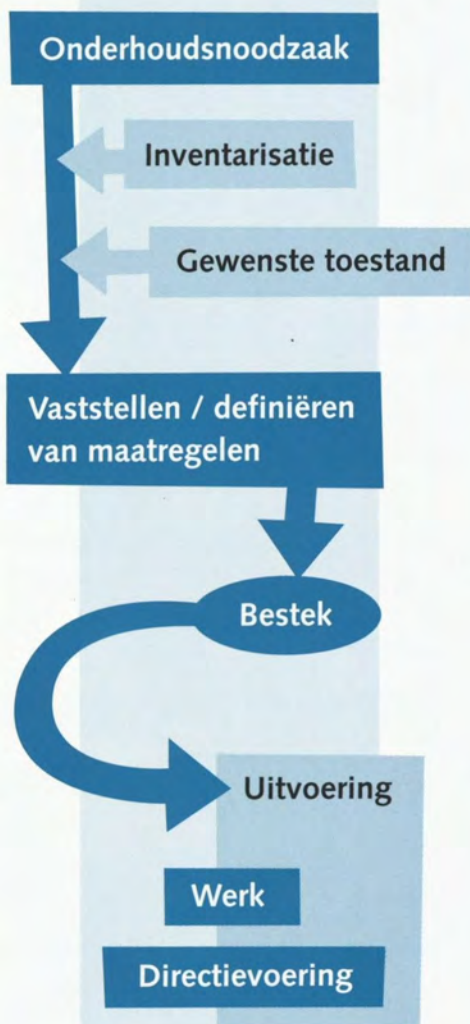 Onderhoudsnoodzaak
Inventarisatie
Gewenste toestand
Vaststellen / definiëren
van maatregelen
Bestek
Uitvoering
Werk
Directievoering